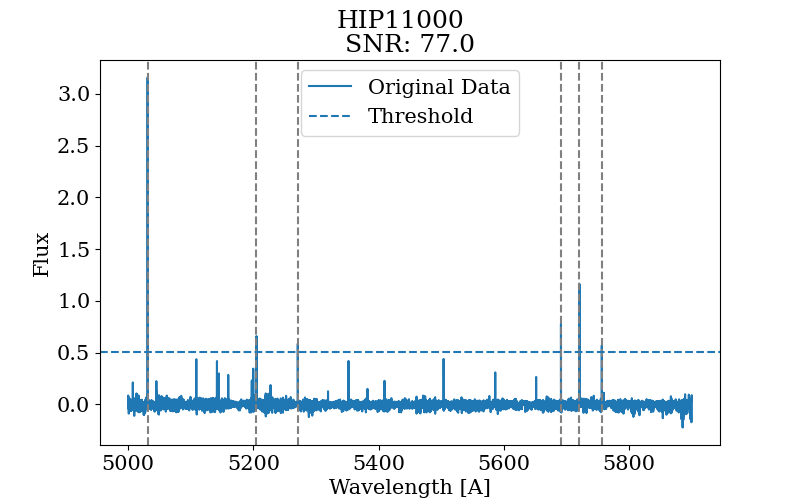 HIP11000
SNR: 77.0
Original Data
Threshold
3.0
2.5
2.0
1.5
1.0
0.5
0.0
Flux
5000 5200 5400 5600 5800
Wavelength [A]